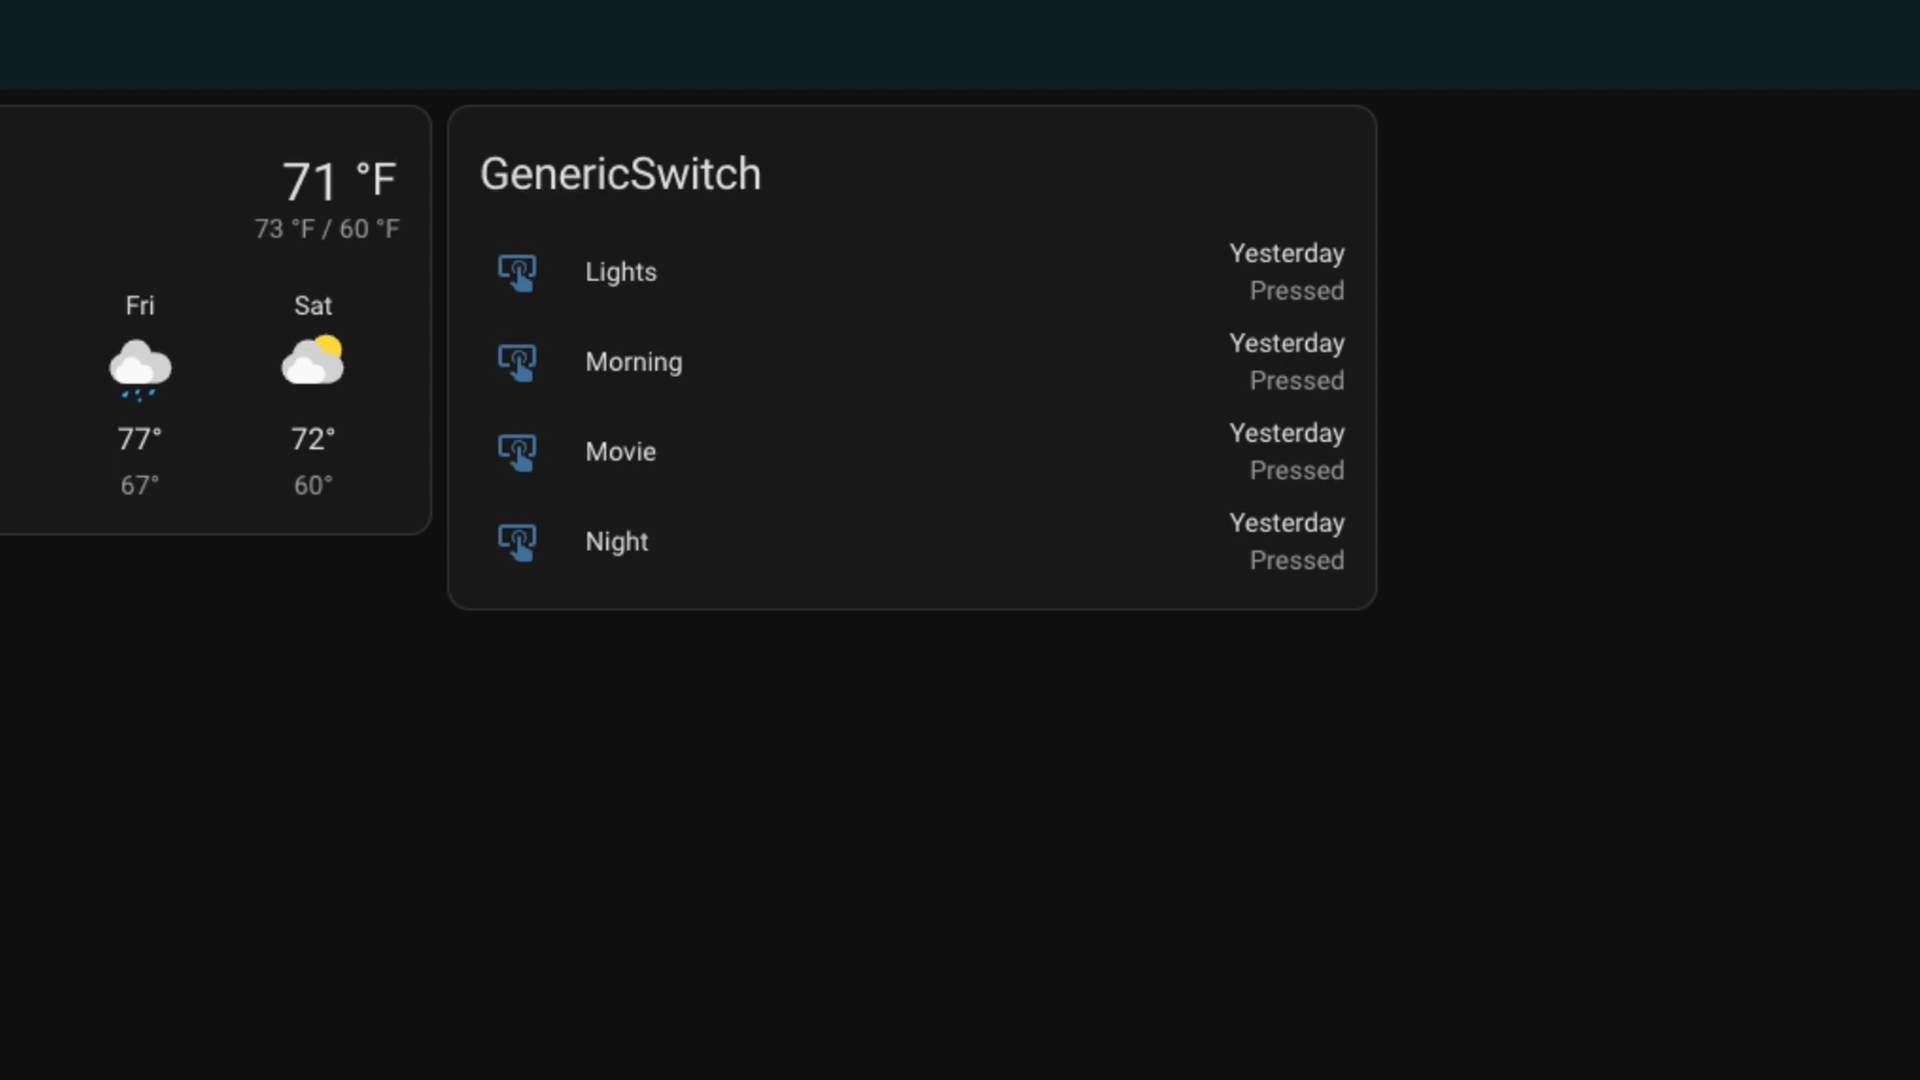 71 °F
73 °F / 60 °F
Fri
Sat
77°
72°
67°
60°
GenericSwitch
Lights
Yesterday
Pressed
Morning
Yesterday
Pressed
Movie
Yesterday
Pressed
Night
Yesterday
Pressed